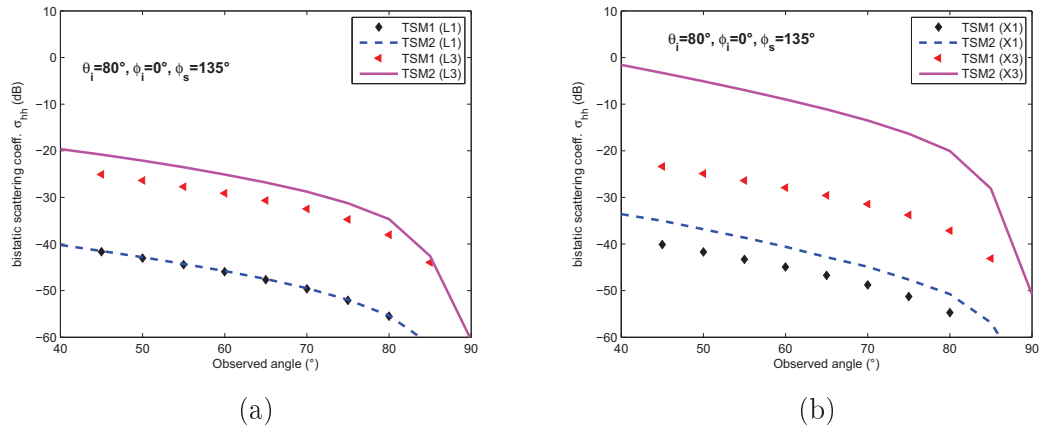 TSM1 (L1)
TSM2 (L1)
TSM1 (L3)
TSM2 (L3)
θi=80°, ϕi=0°, ϕs=135°
bistatic scattering coeff. σhh (dB)
10
0
−10
−20
−30
−40
−50
−60
40 50 60 70 80 90
Observed angle (°)
(a)
TSM1 (X1)
TSM2 (X1)
TSM1 (X3)
TSM2 (X3)
θi=80°, ϕi=0°, ϕs=135°
bistatic scattering coeff. σhh (dB)
10
0
−10
−20
−30
−40
−50
−60
40 50 60 70 80 90
Observed angle (°)
(b)